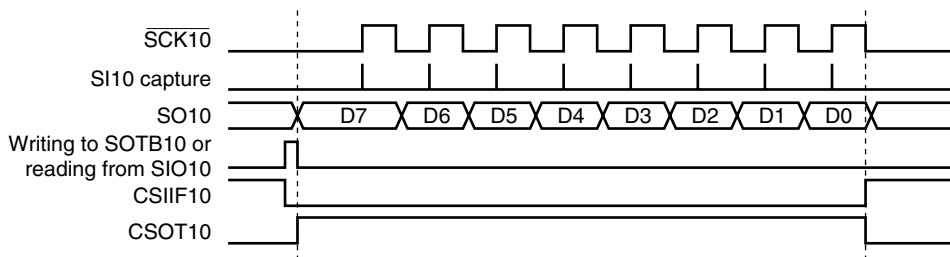 SCK10
SI10 capture
SO10 D7 D6 D5 D4 D3 D2 D1 D0
Writing to SOTB10 or
reading from SIO10
CSIIF10
CSOT10